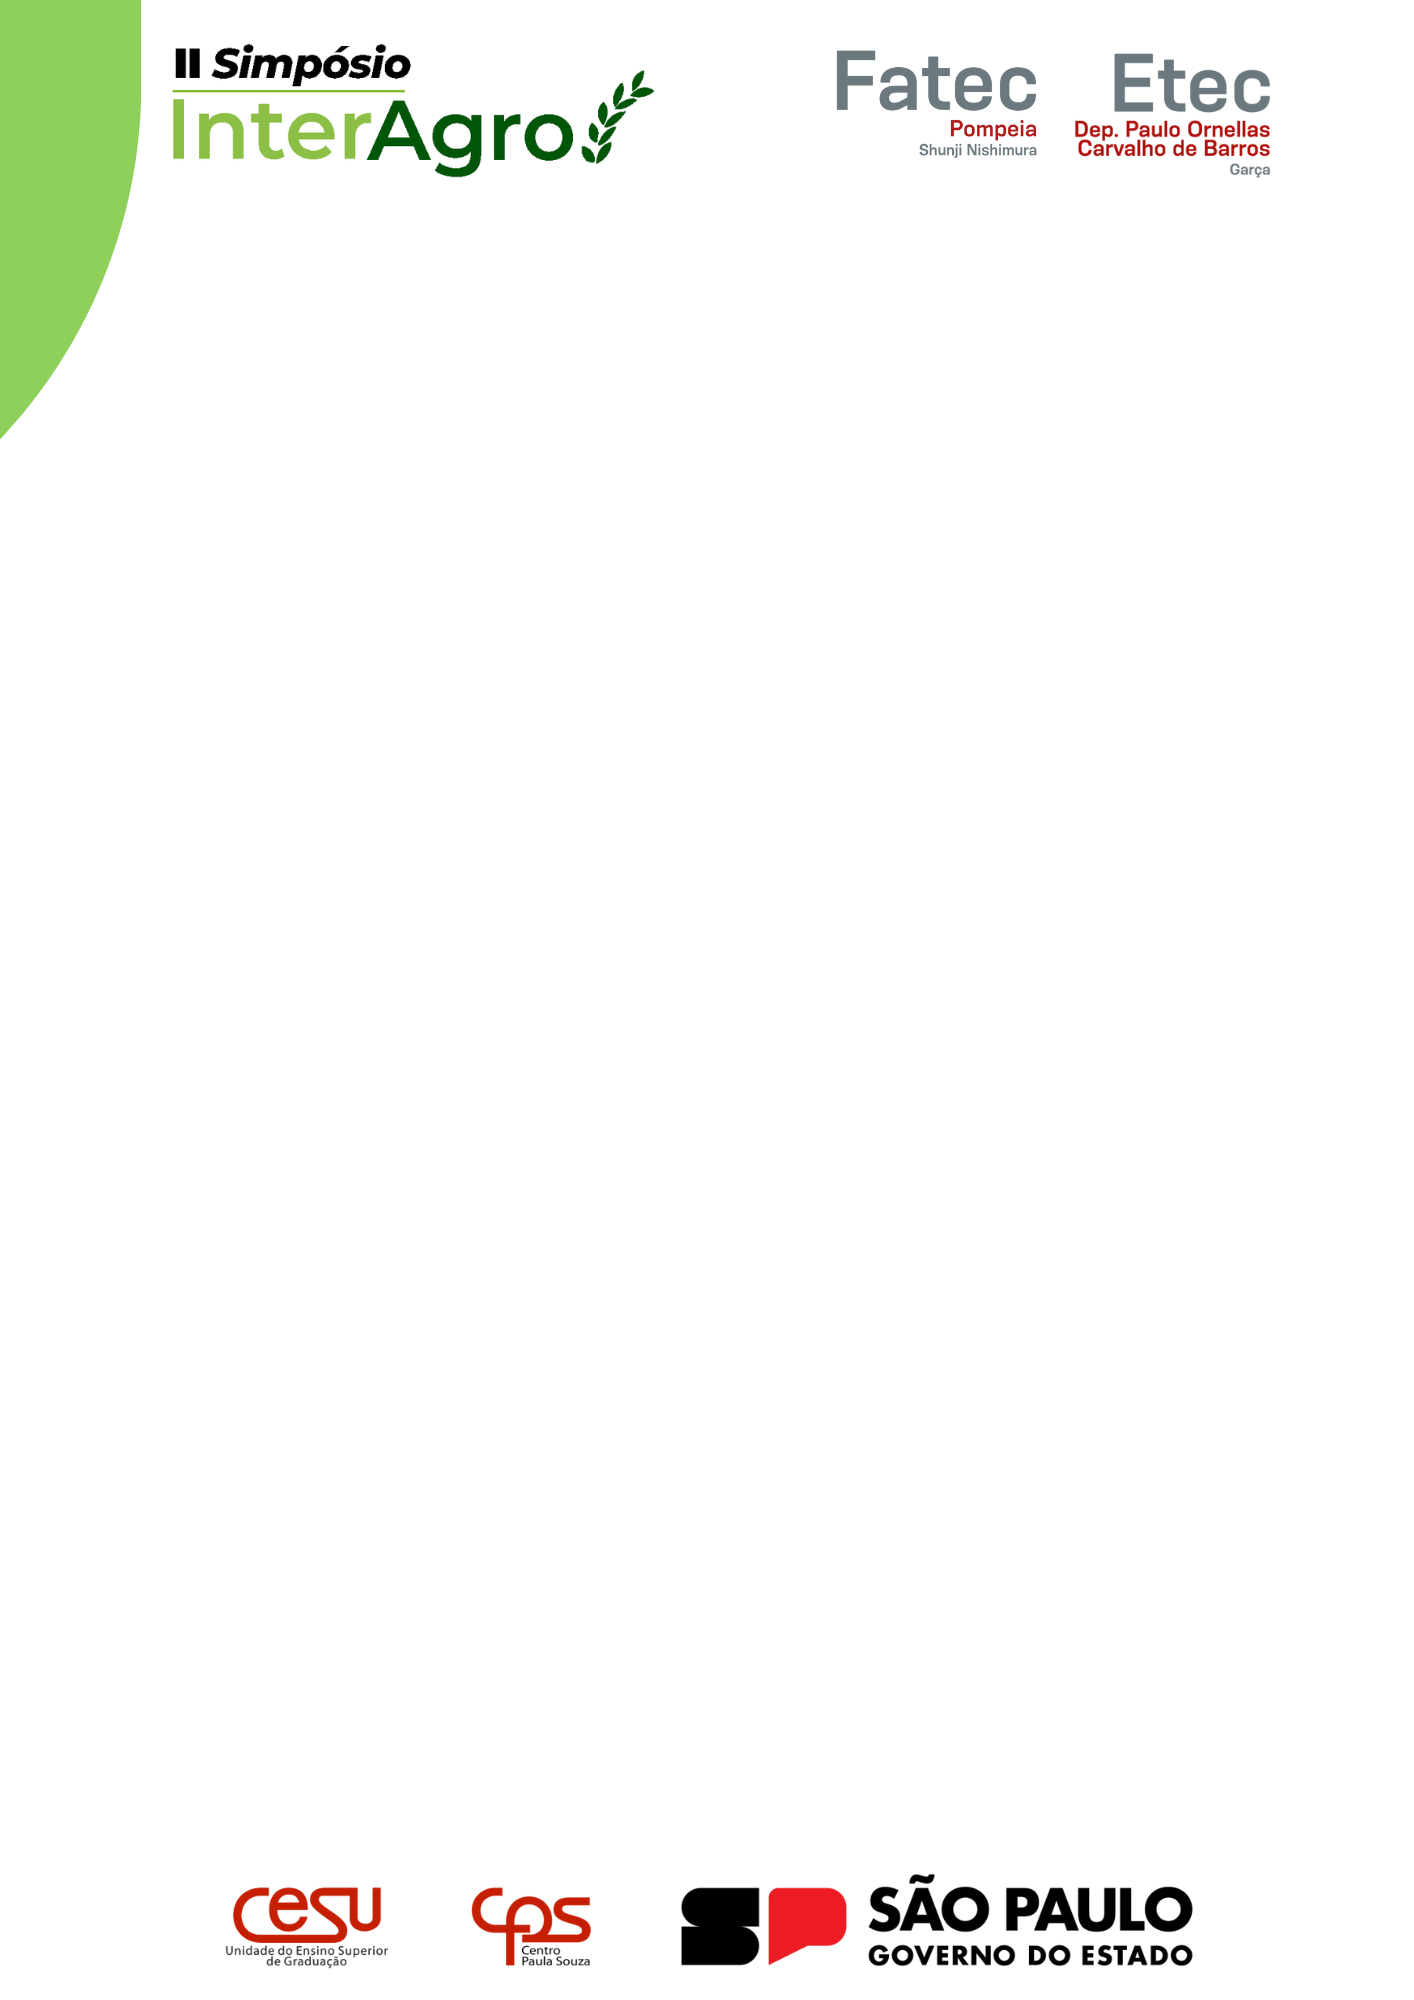 II Simpósio
InterAgro
Fatec
Pompeia
Shunji Nishimura
Etec
Dep. Paulo Ornellas
Carvalho de Barros
Garça
cesu
Unidade do Ensino Superior
de Graduação
cps
Centro
Paula Souza
SP
SÃO PAULO
GOVERNO DO ESTADO